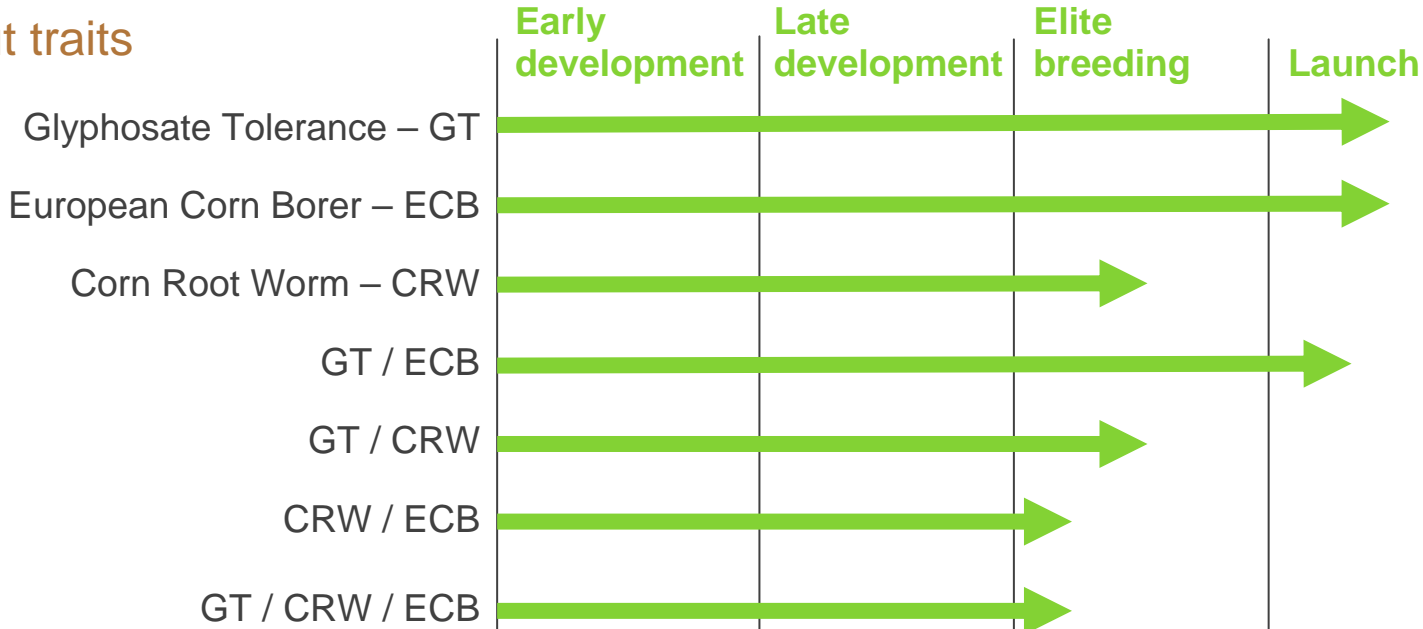 t traits
Early development
Late development
Elite breeding
Launch
Glyphosate Tolerance – GT
European Corn Borer – ECB
Corn Root Worm – CRW
GT / ECB
GT / CRW
CRW / ECB
GT / CRW / ECB